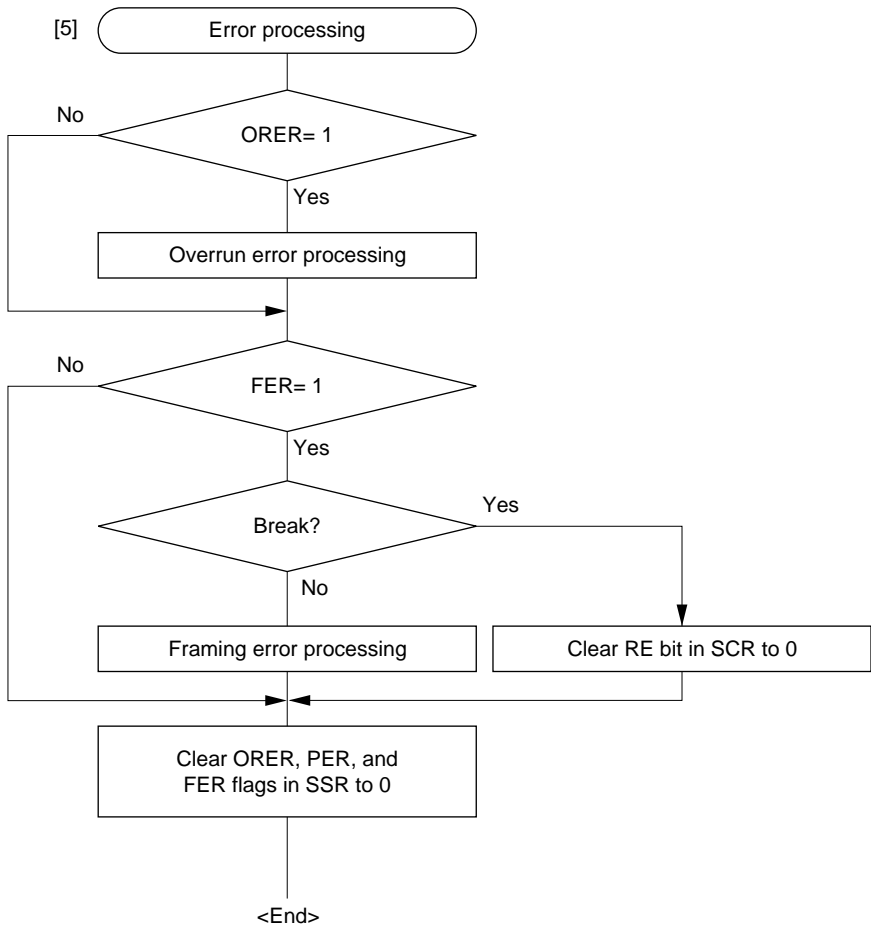 [5]
Error processing
No
ORER= 1
Yes
Overrun error processing
No
FER= 1
Yes
Yes
Break?
No
Framing error processing
Clear RE bit in SCR to 0
Clear ORER, PER, and
FER flags in SSR to 0
<End>